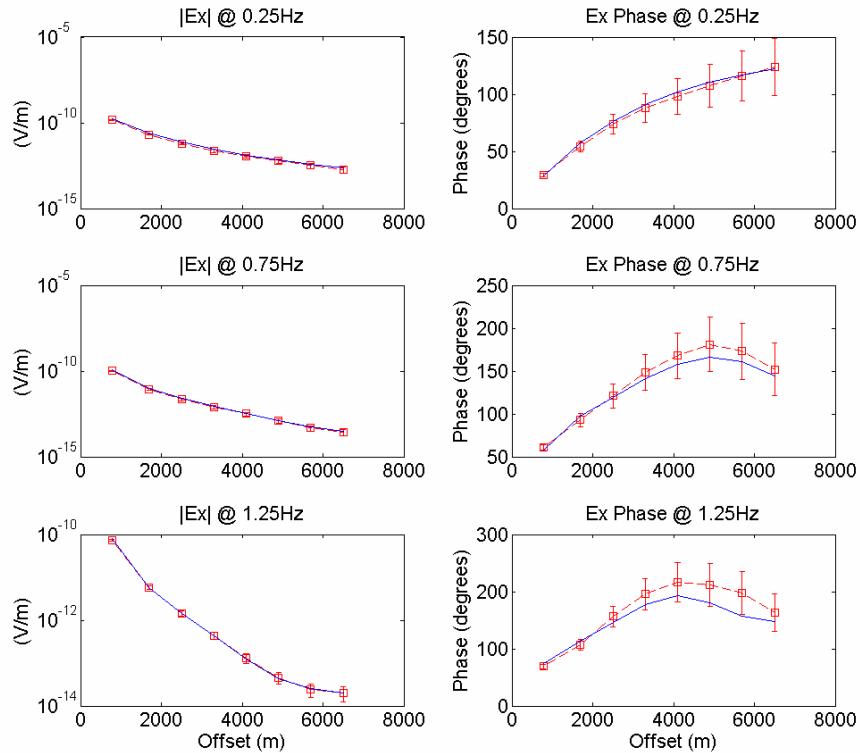 |Ex| @ 0.25Hz
10^-5
10^-10
10^-15
(V/m)
0 2000 4000 6000 8000
Ex Phase @ 0.25Hz
150
100
50
0
Phase (degrees)
0 2000 4000 6000 8000
|Ex| @ 0.75Hz
10^-5
10^-10
10^-15
(V/m)
0 2000 4000 6000 8000
Ex Phase @ 0.75Hz
250
200
150
100
50
Phase (degrees)
0 2000 4000 6000 8000
|Ex| @ 1.25Hz
10^-10
10^-12
10^-14
(V/m)
0 2000 4000 6000 8000
Offset (m)
Ex Phase @ 1.25Hz
300
200
100
0
Phase (degrees)
0 2000 4000 6000 8000
Offset (m)